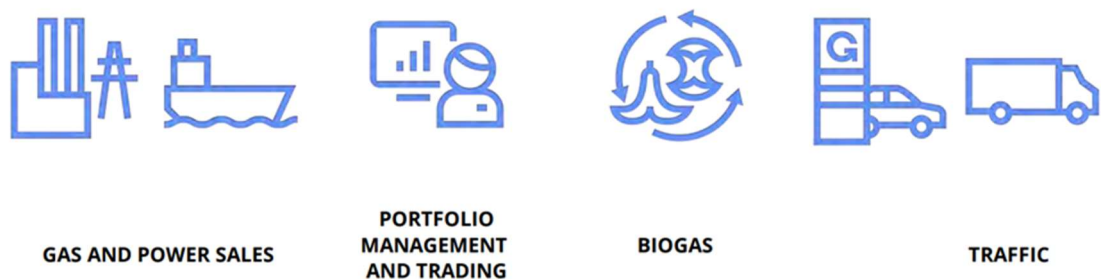 G
GAS AND POWER SALES
PORTFOLIO
MANAGEMENT
AND TRADING
BIOGAS
TRAFFIC